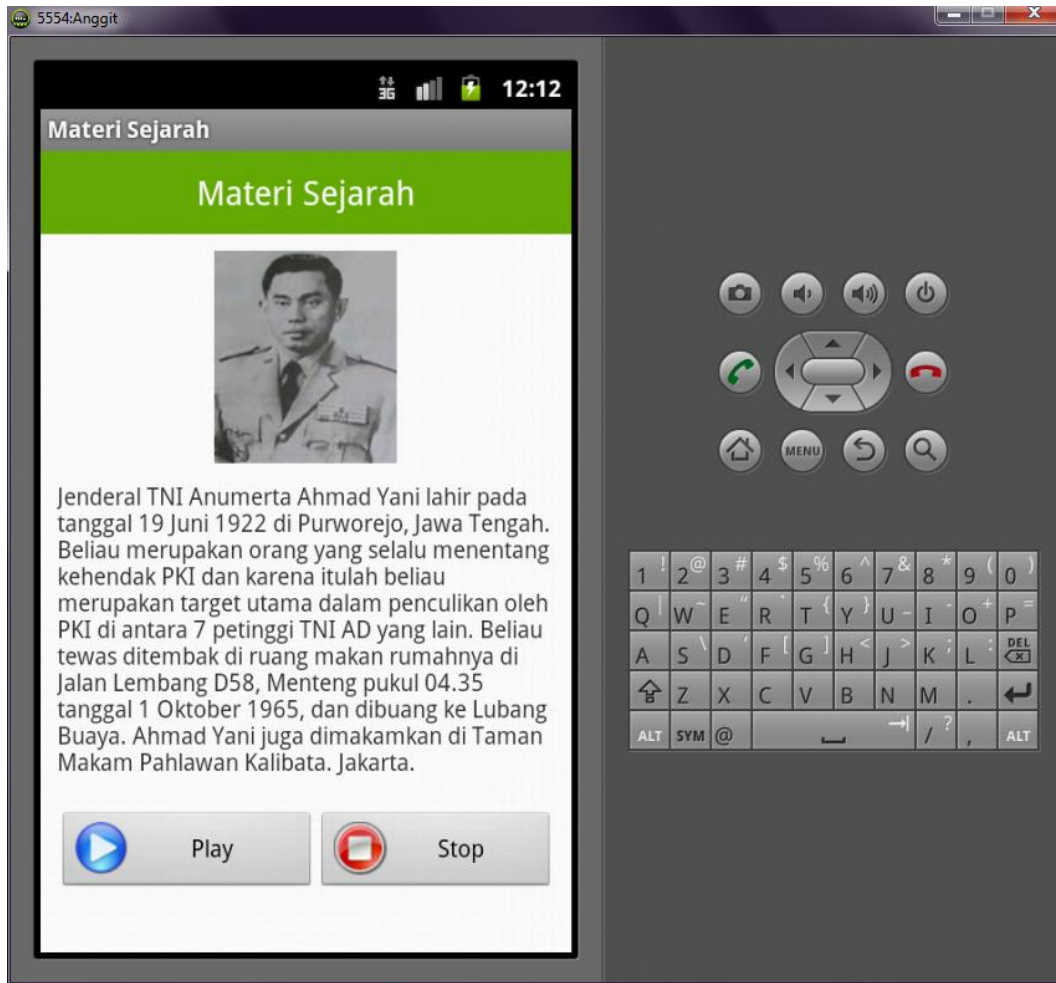 5554:Anggit
3G
12:12
Materi Sejarah
Materi Sejarah
Jenderal TNI Anumerta Ahmad Yani lahir pada
tanggal 19 Juni 1922 di Purworejo, Jawa Tengah.
Beliau merupakan orang yang selalu menentang
kehendak PKI dan karena itulah beliau
merupakan target utama dalam penculikan oleh
PKI di antara 7 petinggi TNI AD yang lain. Beliau
tewas ditembak di ruang makan rumahnya di
Jalan Lembang D58, Menteng pukul 04.35
tanggal 1 Oktober 1965, dan dibuang ke Lubang
Buaya. Ahmad Yani juga dimakamkan di Taman
Makam Pahlawan Kalibata. Jakarta.
Play Stop
MENU
1 ! 2 @ 3 # 4 $ 5 % 6 ^ 7 & 8 * 9 ( 0 )
Q | W ~ E " R ` T { Y } U - I - O + P =
A S \ D ' F [ G ] H < J > K ; L : DEL
Z X C V B N M .
ALT SYM @ / ? , ALT